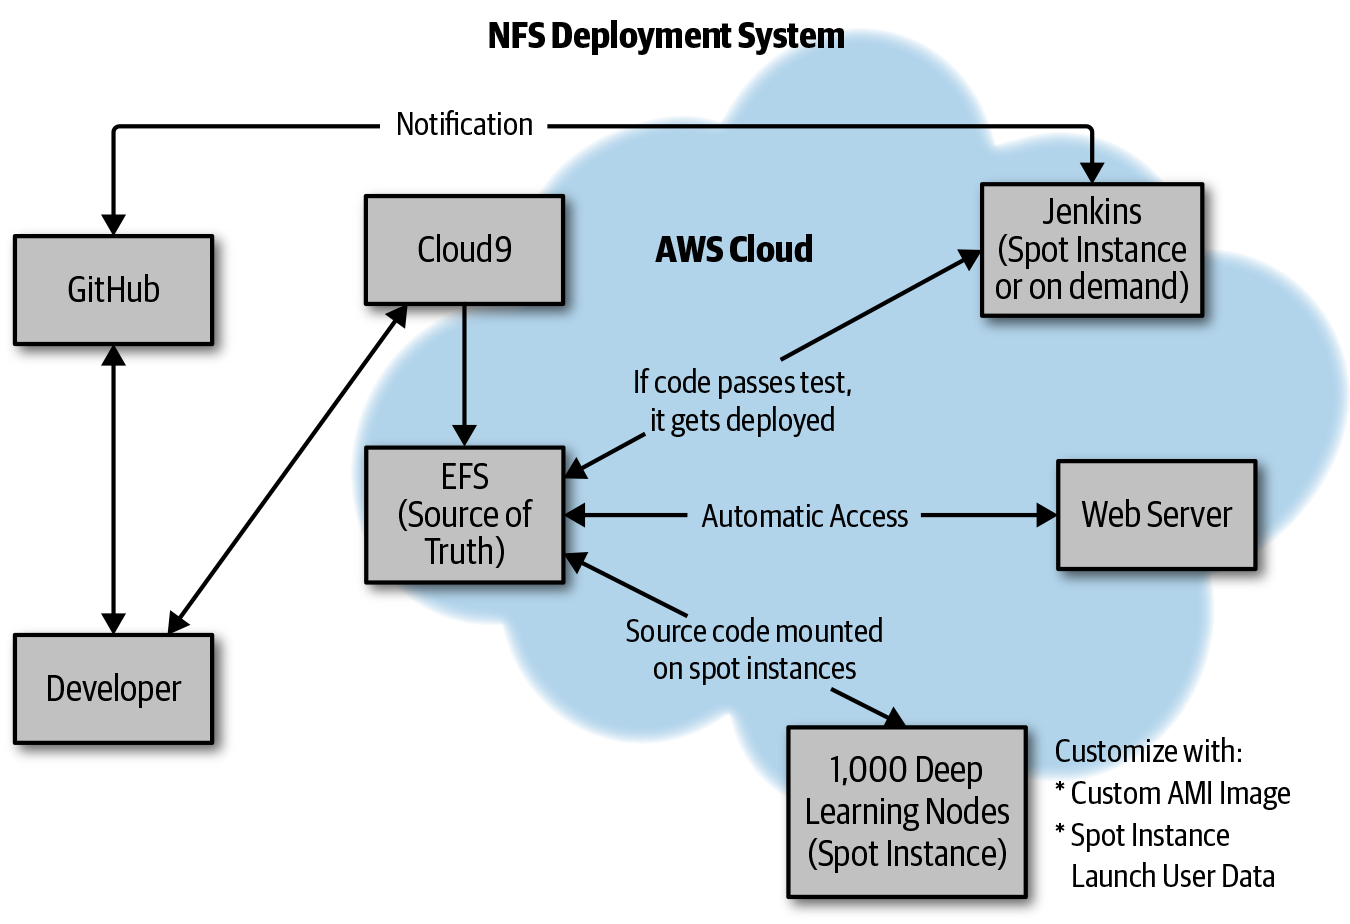 NFS Deployment System
Notification
GitHub
Cloud9
AWS Cloud
Jenkins
(Spot Instance
or on demand)
If code passes test,
it gets deployed
EFS
(Source of
Truth)
Automatic Access
Web Server
Source code mounted
on spot instances
Developer
1,000 Deep
Learning Nodes
(Spot Instance)
Customize with:
* Custom AMI Image
* Spot Instance
Launch User Data